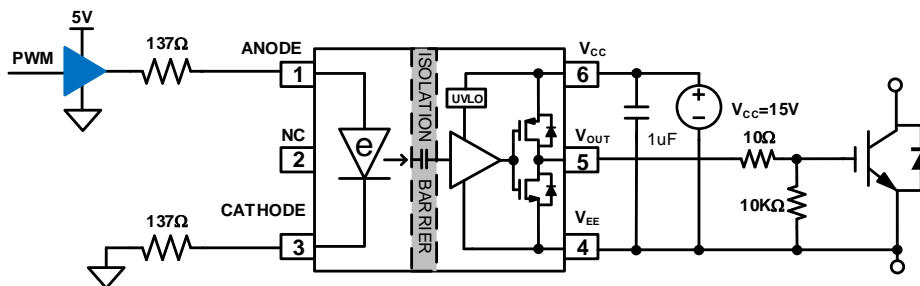 5V
PWM
137Ω
ANODE
1
NC
2
CATHODE
3
137Ω
e
ISOLATION BARRIER
UVLO
VCC
6
VOUT
5
VEE
4
1uF
VCC=15V
10Ω
10KΩ